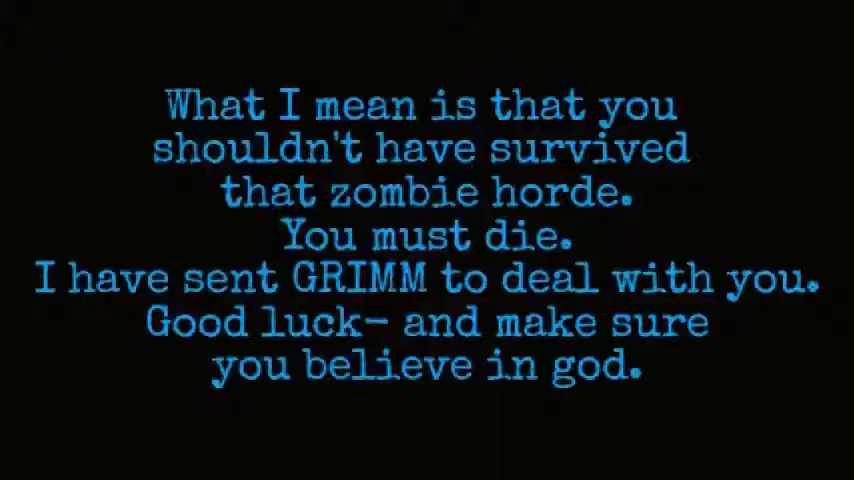 What I mean is that you
shouldn't have survived
that zombie horde.
You must die.
I have sent GRIMM to deal with you.
Good luck- and make sure
you believe in god.